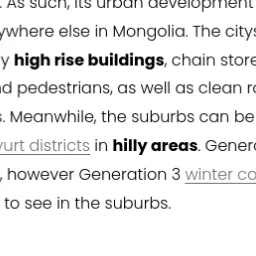 . As such, its urban development
ywhere else in Mongolia. The citys
y high rise buildings, chain store
d pedestrians, as well as clean r
s. Meanwhile, the suburbs can be
yurt districts in hilly areas. Gener
, however Generation 3 winter co
to see in the suburbs.